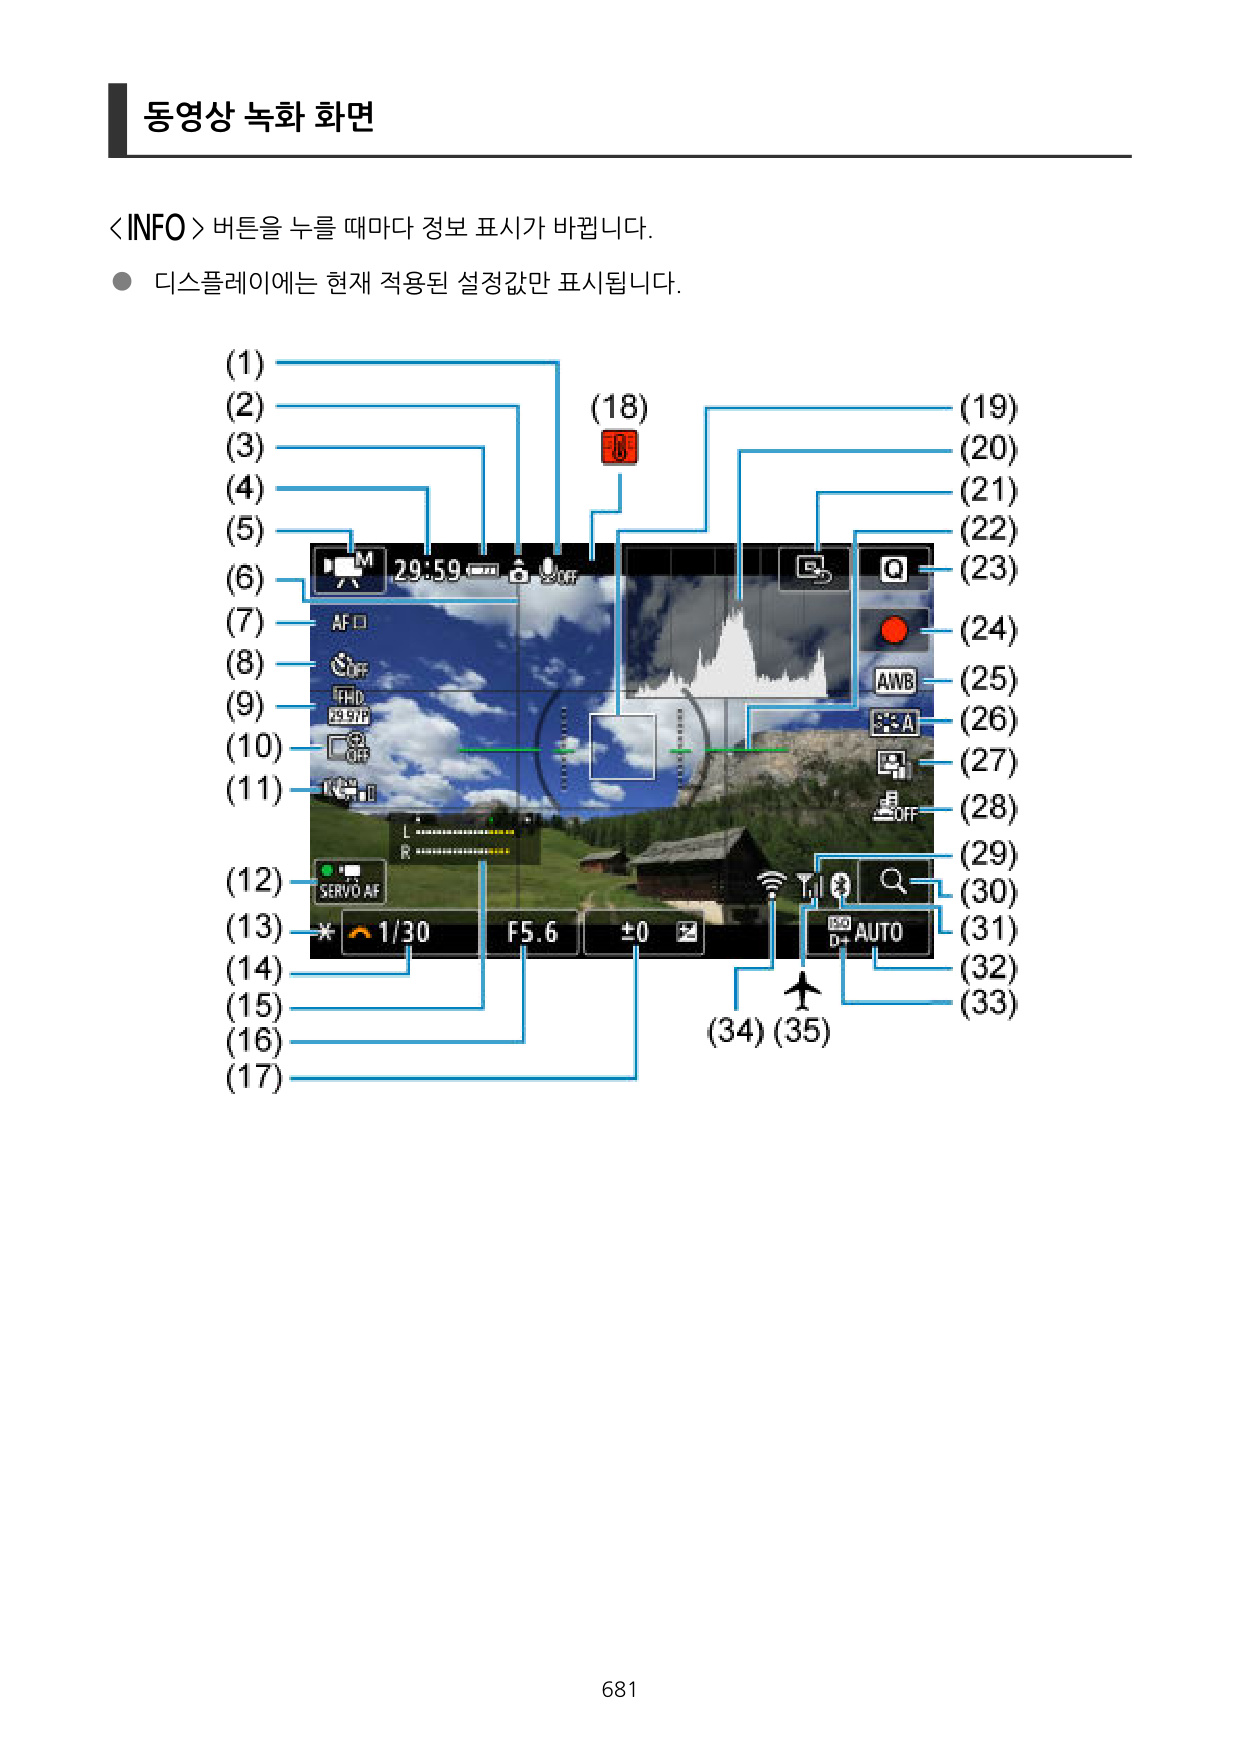 동영상 녹화 화면
<INFO> 버튼을 누를 때마다 정보 표시가 바뀝니다.
● 디스플레이에는 현재 적용된 설정값만 표시됩니다.
(1)
(2)
(3)
(4)
(5)
(6)
(7)
(8)
(9)
(10)
(11)
(12)
(13)
(14)
(15)
(16)
(17)
(18)
(19)
(20)
(21)
(22)
(23)
(24)
(25)
(26)
(27)
(28)
(29)
(30)
(31)
(32)
(33)
(34) (35)
M 29:59 OFF Q
AF
OFF
FHD
29.97P
OFF
AWB
A
OFF
L
R
SERVO AF
1/30 F5.6 ±0 ISO D+ AUTO
681